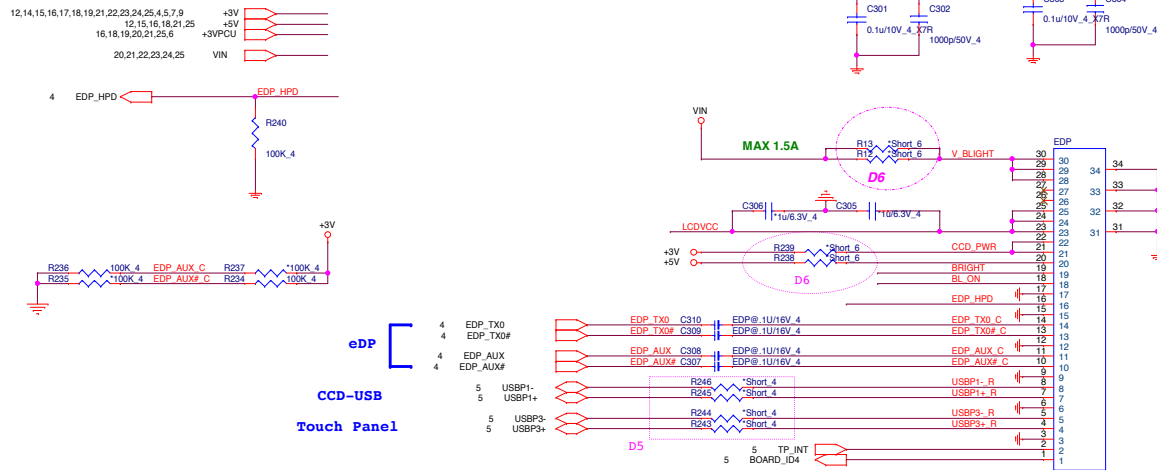 12,14,15,16,17,18,19,21,22,23,24,25,4,5,7,9 +3V
12,15,16,18,21,25 +5V
16,18,19,20,21,25,6 +3VPCU
20,21,22,23,24,25 VIN
4 EDP_HPD EDP_HPD
R240
100K_4
+3V
R236 100K_4 EDP_AUX_C R237 *100K_4
R235 *100K_4 EDP_AUX#_C R234 100K_4
C301
0.1u/10V_4_X7R
C302
1000p/50V_4
0.1u/10V_4_X7R
1000p/50V_4
VIN
MAX 1.5A
R13 *Short_6
R12 *Short_6
V_BLIGHT
D6
C306 *1u/6.3V_4
C305 *1u/6.3V_4
LCDVCC
+3V R239 *Short_6 CCD_PWR
+5V R238 *Short_6
D6
BRIGHT
BL_ON
EDP_HPD
eDP
4 EDP_TX0 EDP_TX0 C310 EDP@.1U/16V_4 EDP_TX0_C
4 EDP_TX0# EDP_TX0# C309 EDP@.1U/16V_4 EDP_TX0#_C
4 EDP_AUX EDP_AUX C308 EDP@.1U/16V_4 EDP_AUX_C
4 EDP_AUX# EDP_AUX# C307 EDP@.1U/16V_4 EDP_AUX#_C
CCD-USB
5 USBP1- R246 *Short_4 USBP1-_R
5 USBP1+ R245 *Short_4 USBP1+_R
Touch Panel
5 USBP3- R244 *Short_4 USBP3-_R
5 USBP3+ R243 *Short_4 USBP3+_R
D5
5 TP_INT
5 BOARD_ID4
EDP
30 30
29 29
28 28
27 27
26
25 25
24 24
23 23
22 22
21 21
20 20
19 19
18 18
17 17
16 16
15 15
14 14
13 13
12 12
11 11
10 10
9 9
8 8
7 7
6 6
5 5
4 4
3 3
2 2
1 1
34 34
33 33
32 32
31 31